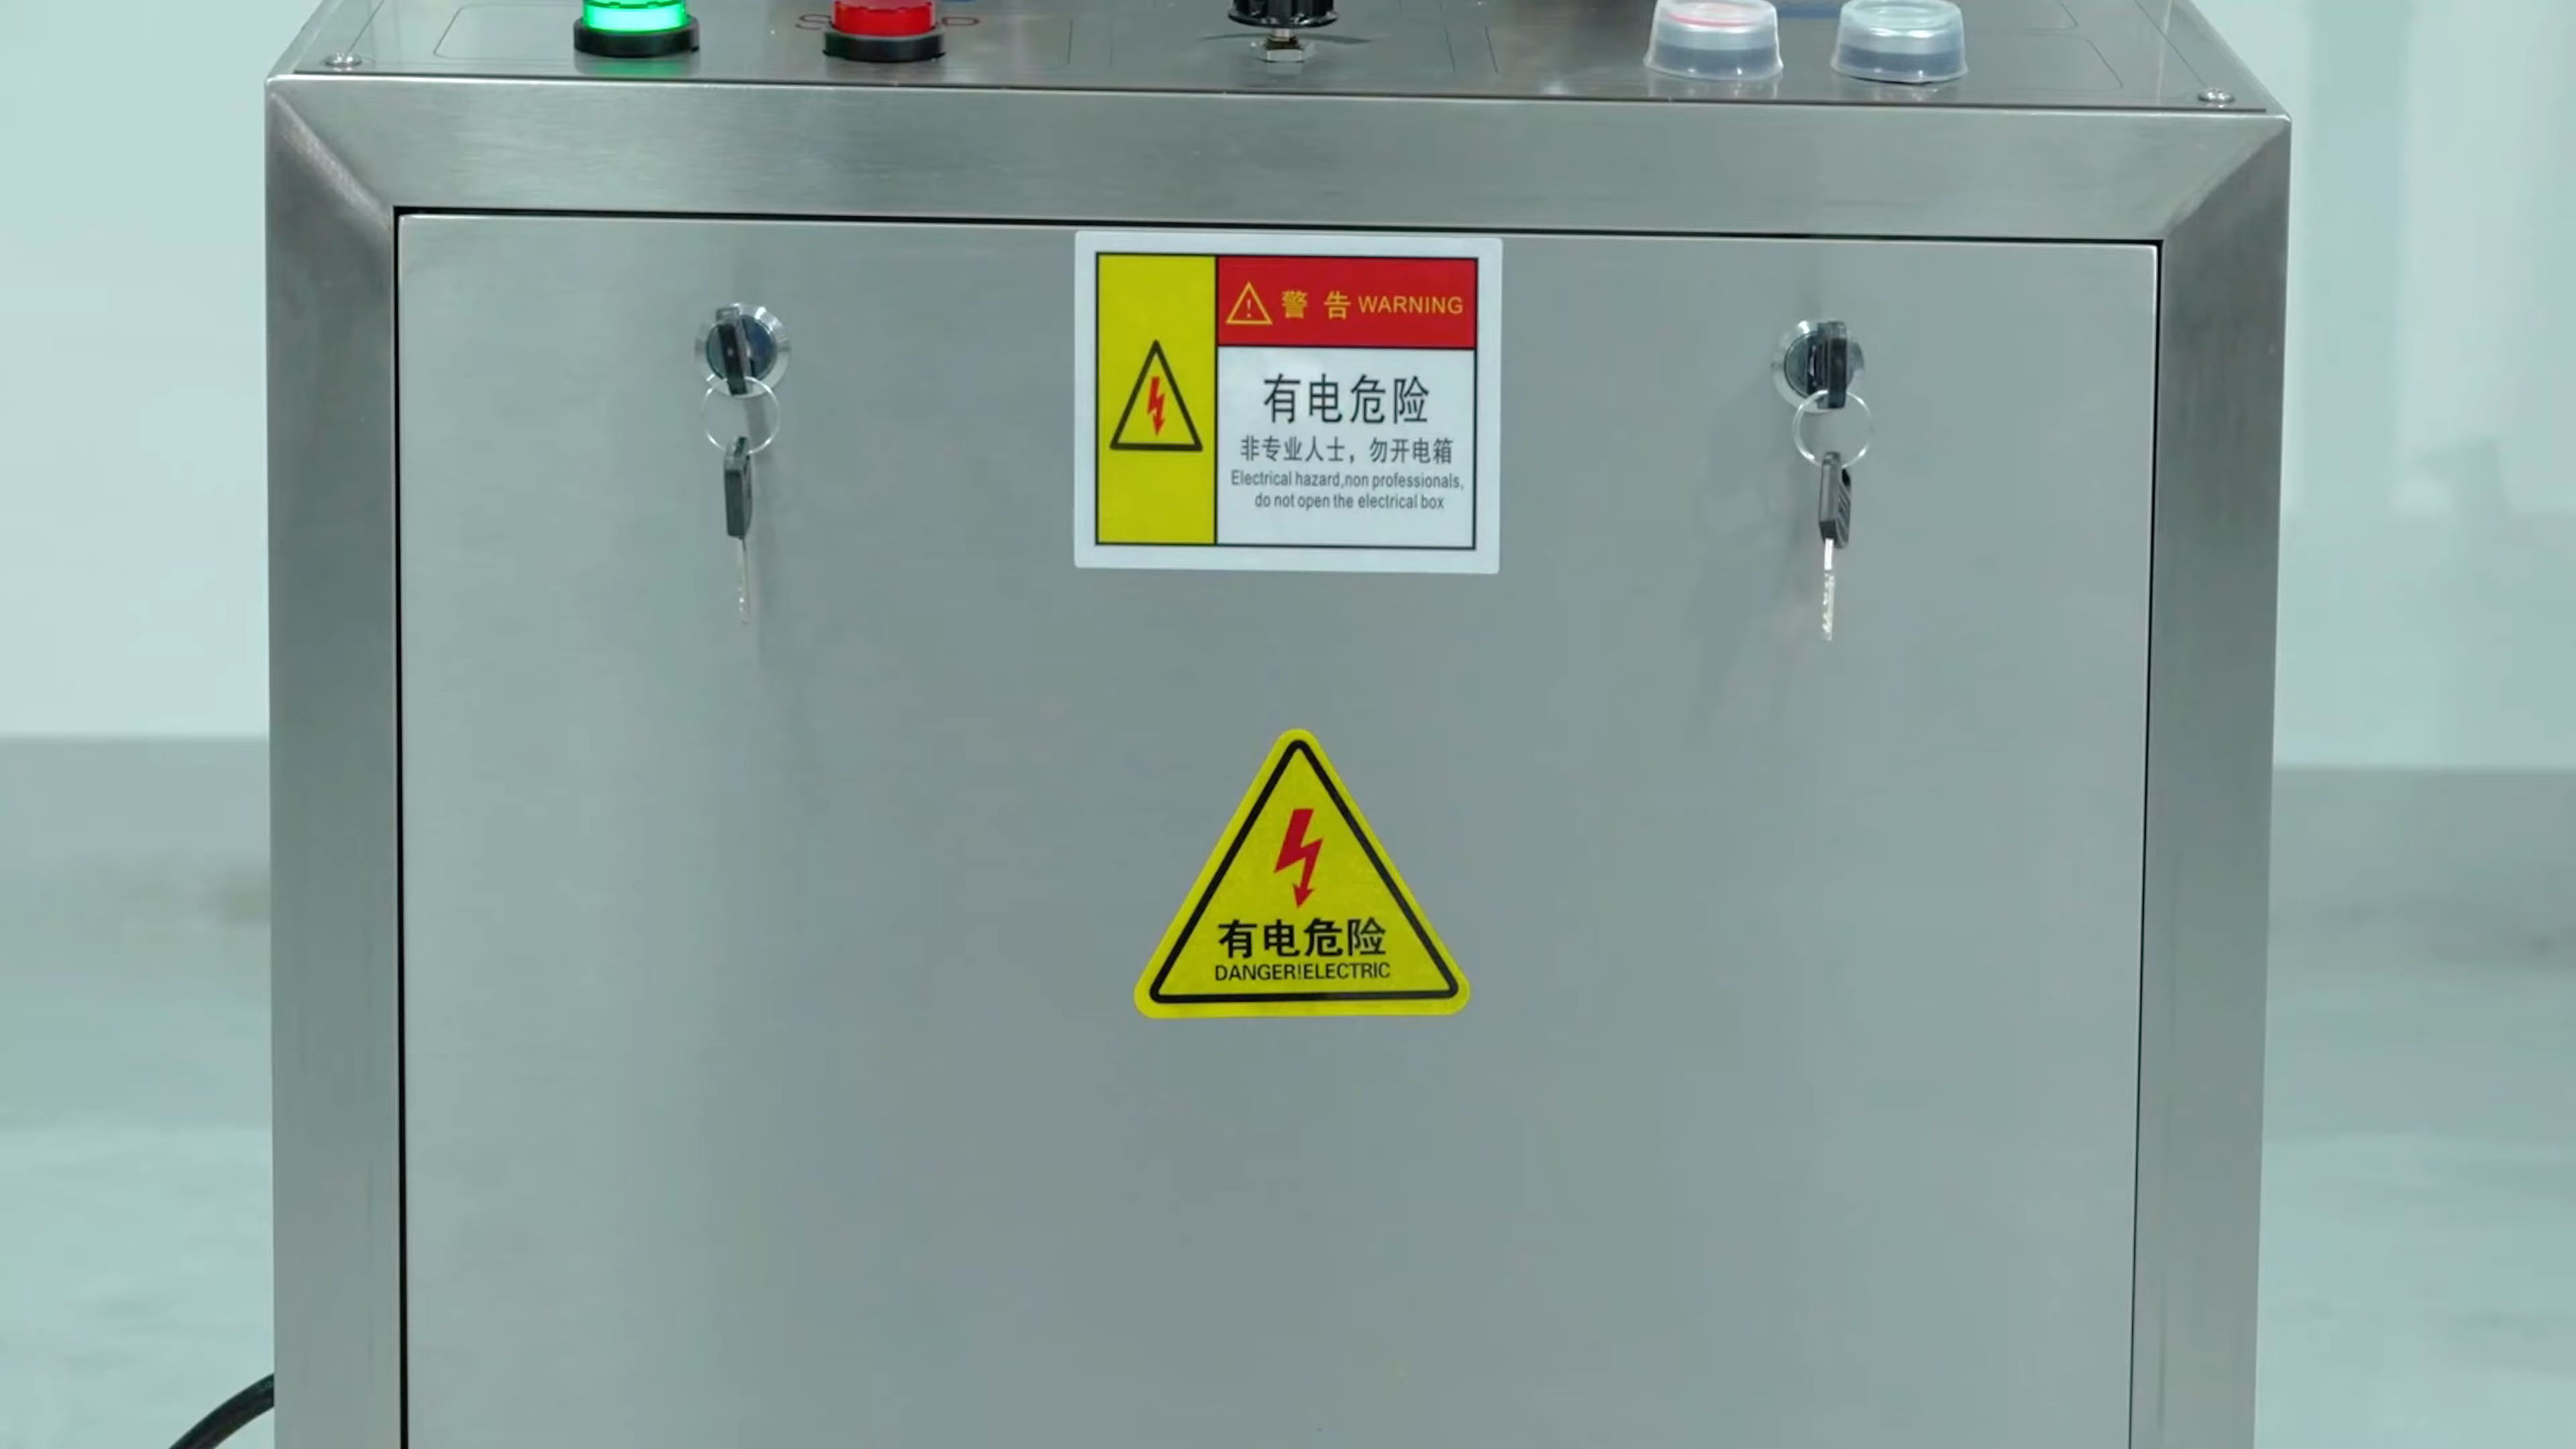 警 告 WARNING
有电危险
非专业人士，勿开电箱
Electrical hazard,non professionals,
do not open the electrical box
有电危险
DANGER!ELECTRIC